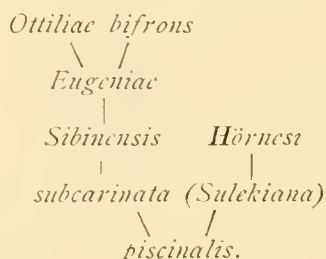 Ottiliae bifrons
Eugeniae
Sibinensis Hörnesi
subcarinata (Sulekiana)
piscinalis.